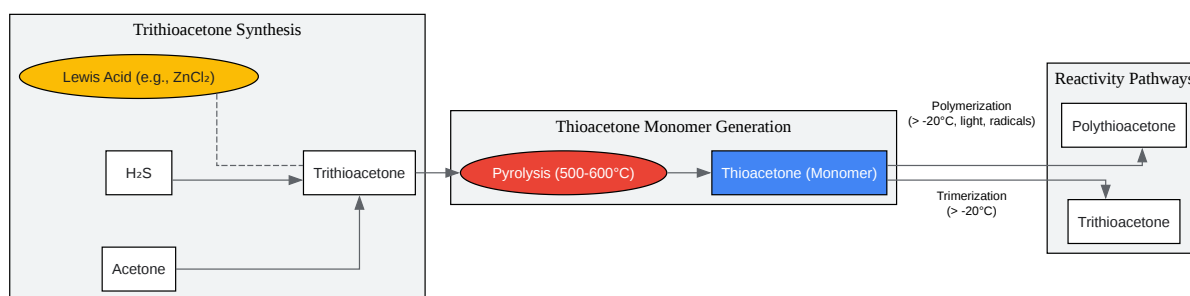 Trithioacetone Synthesis
Lewis Acid (e.g., ZnCl₂)
H₂S
Trithioacetone
Acetone
Thioacetone Monomer Generation
Pyrolysis (500-600°C)
Thioacetone (Monomer)
Polymerization
(> -20°C, light, radicals)
Trimerization
(> -20°C)
Reactivity Pathways
Polythioacetone
Trithioacetone